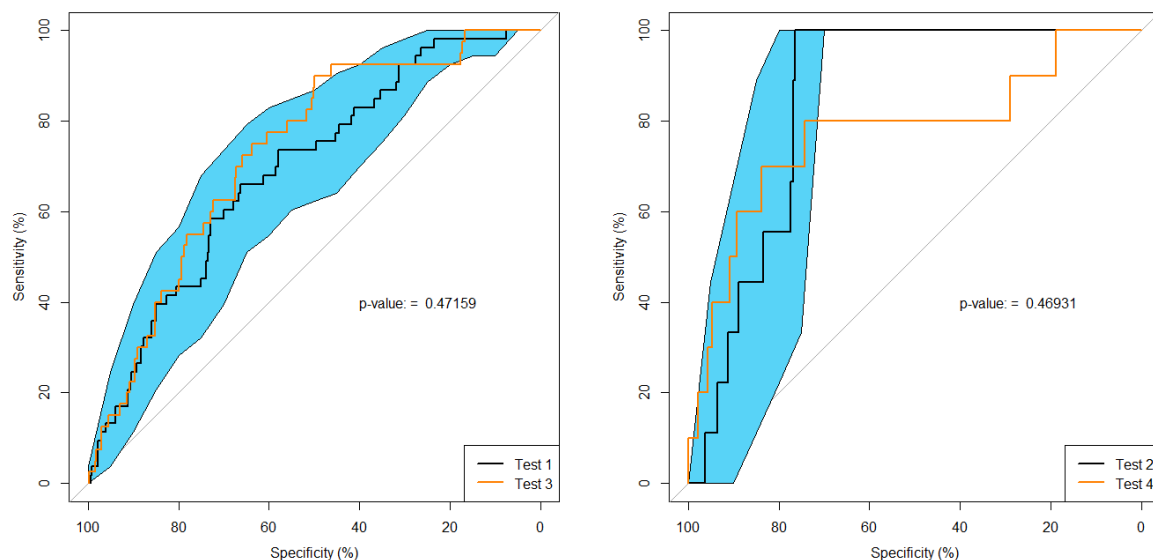 100
80
60
40
20
0
Sensitivity (%)
p-value: = 0.47159
Test 1
Test 3
100 80 60 40 20 0
Specificity (%)
100
80
60
40
20
0
Sensitivity (%)
p-value: = 0.46931
Test 2
Test 4
100 80 60 40 20 0
Specificity (%)